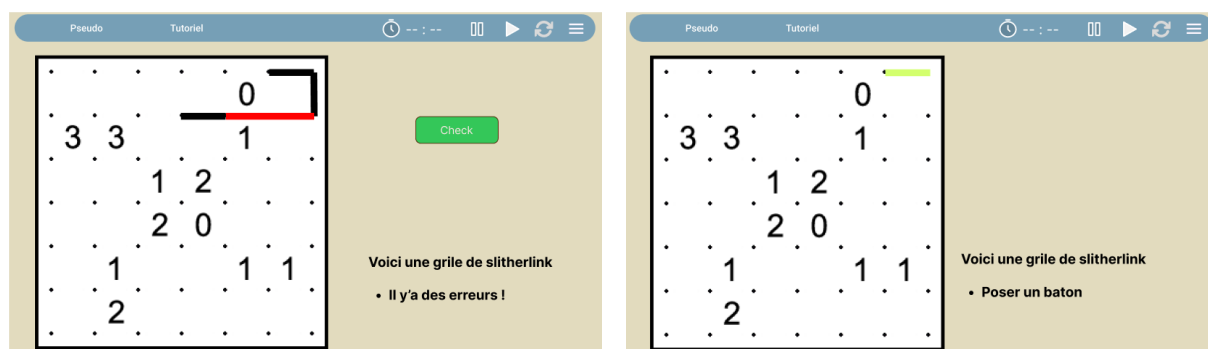 Pseudo Tutoriel -- : --
0
Check
3 3 1
1 2
2 0
Voici une grile de slitherlink
1 1 1
• Il y'a des erreurs !
2
Pseudo Tutoriel -- : --
0
3 3 1
1 2
2 0
Voici une grile de slitherlink
1 1 1
• Poser un baton
2